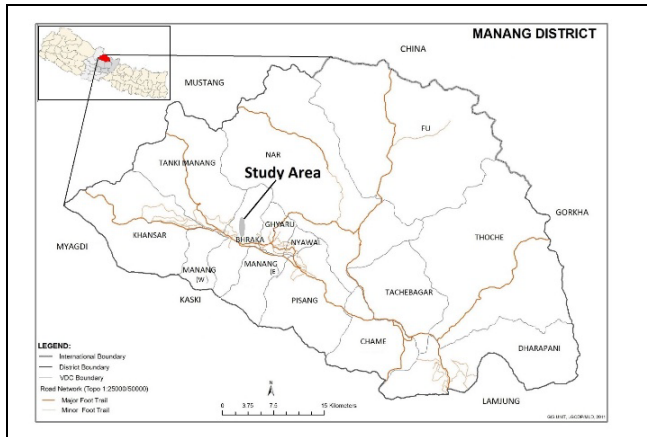 MANANG DISTRICT
CHINA
MUSTANG
FU
NAR
TANKI MANANG
Study Area
GORKHA
GHYARU
THOCHE
KHANSAR
BHRAKA
NYAWAL
MYAGDI
MANANG
[W]
MANANG
[E]
TACHEBAGAR
KASKI
PISANG
CHAME
DHARAPANI
LAMJUNG
LEGEND:
International Boundary
District Boundary
VDC Boundary
Road Network (Topo 1:25000/50000)
Major Foot Trail
Minor Foot Trail
N
0 3.75 7.5 15 Kilometers